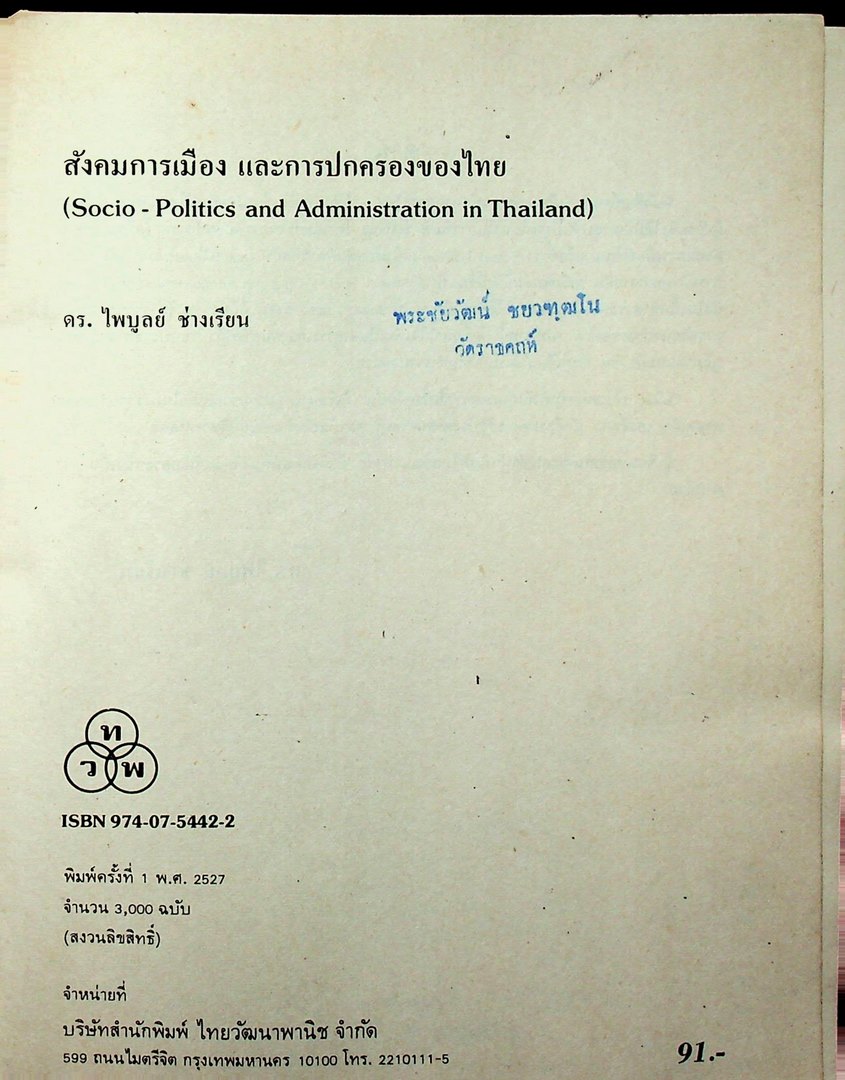 สังคมการเมือง และการปกครองของไทย
(Socio - Politics and Administration in Thailand)
ดร. ไพบูลย์ ช่างเรียน
พระชัยวัฒน์ ชยวฑฺฒโน
วัดราชคฤห์
ท
ว พ
ISBN 974-07-5442-2
พิมพ์ครั้งที่ 1 พ.ศ. 2527
จำนวน 3,000 ฉบับ
(สงวนลิขสิทธิ์)
จำหน่ายที่
บริษัทสำนักพิมพ์ ไทยวัฒนาพานิช จำกัด
599 ถนนไมตรีจิต กรุงเทพมหานคร 10100 โทร. 2210111-5
91.-